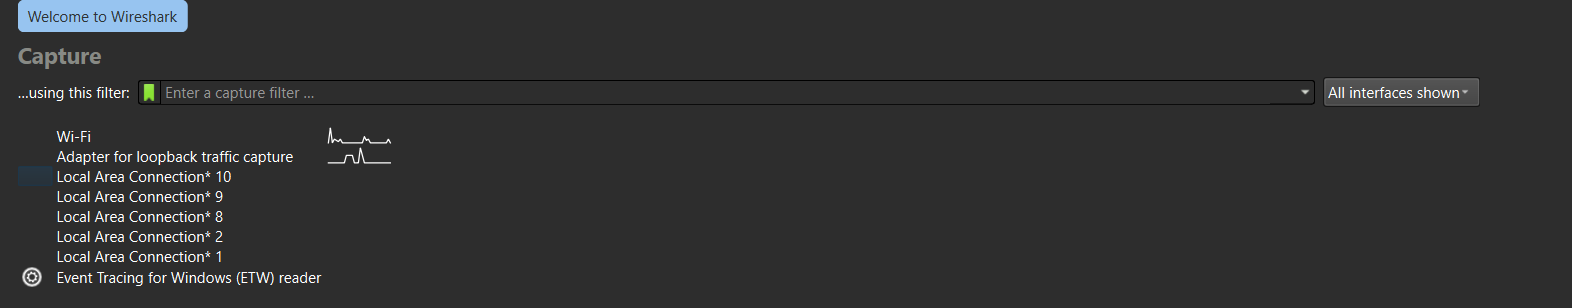 Welcome to Wireshark
Capture
...using this filter: Enter a capture filter ... All interfaces shown
Wi-Fi
Adapter for loopback traffic capture
Local Area Connection* 10
Local Area Connection* 9
Local Area Connection* 8
Local Area Connection* 2
Local Area Connection* 1
Event Tracing for Windows (ETW) reader